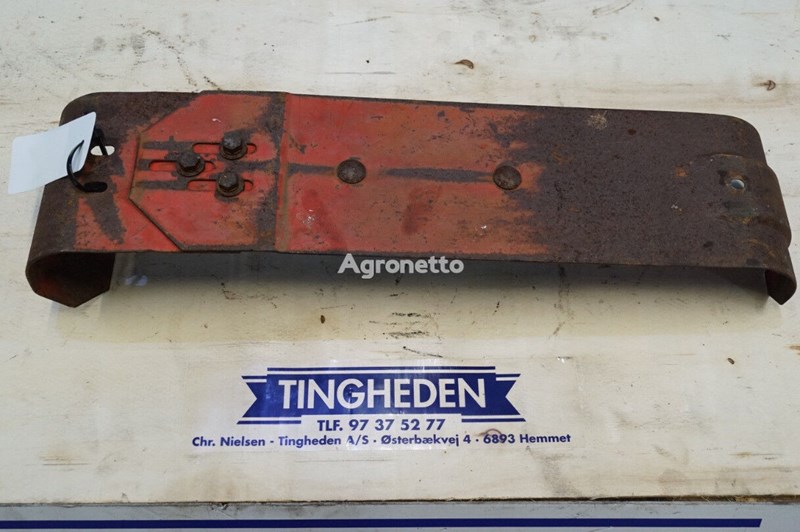 Agronetto
TINGHEDEN
TLF. 97 37 52 77
Chr. Nielsen - Tingheden A/S · Østerbækvej 4 · 6893 Hemmet